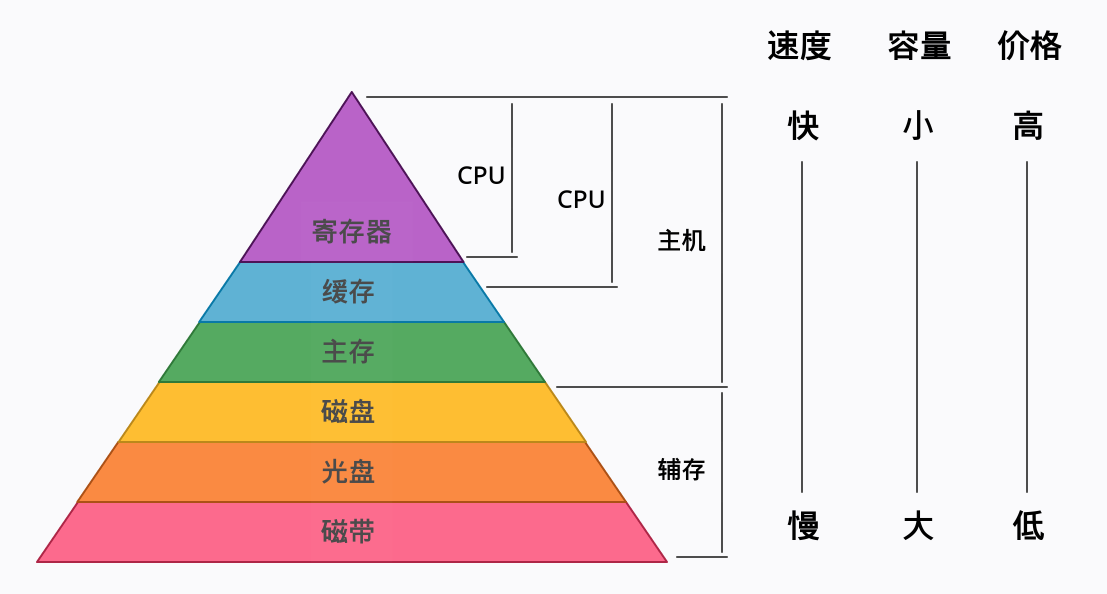 速度 容量 价格
快 小 高
CPU
CPU
主机
寄存器
缓存
主存
磁盘
辅存
光盘
磁带
慢 大 低